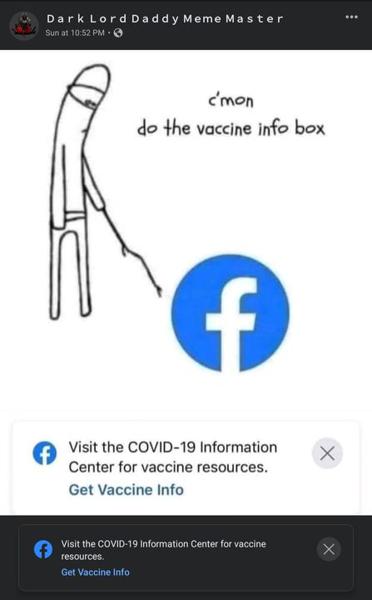 Dark Lord Daddy Meme Master
Sun at 10:52 PM •
c'mon
do the vaccine info box
f
f
Visit the COVID-19 Information
Center for vaccine resources.
Get Vaccine Info
f
Visit the COVID-19 Information Center for vaccine
resources.
Get Vaccine Info